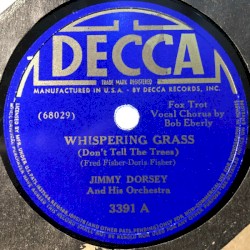 DECCA
TRADE MARK REGISTERED
MANUFACTURED IN U.S.A. - BY DECCA RECORDS, INC.
(68029)
Fox Trot
Vocal Chorus by
Bob Eberly
WHISPERING GRASS
(Don't Tell The Trees)
(Fred Fisher-Doris Fisher)
JIMMY DORSEY
And His Orchestra
3391 A